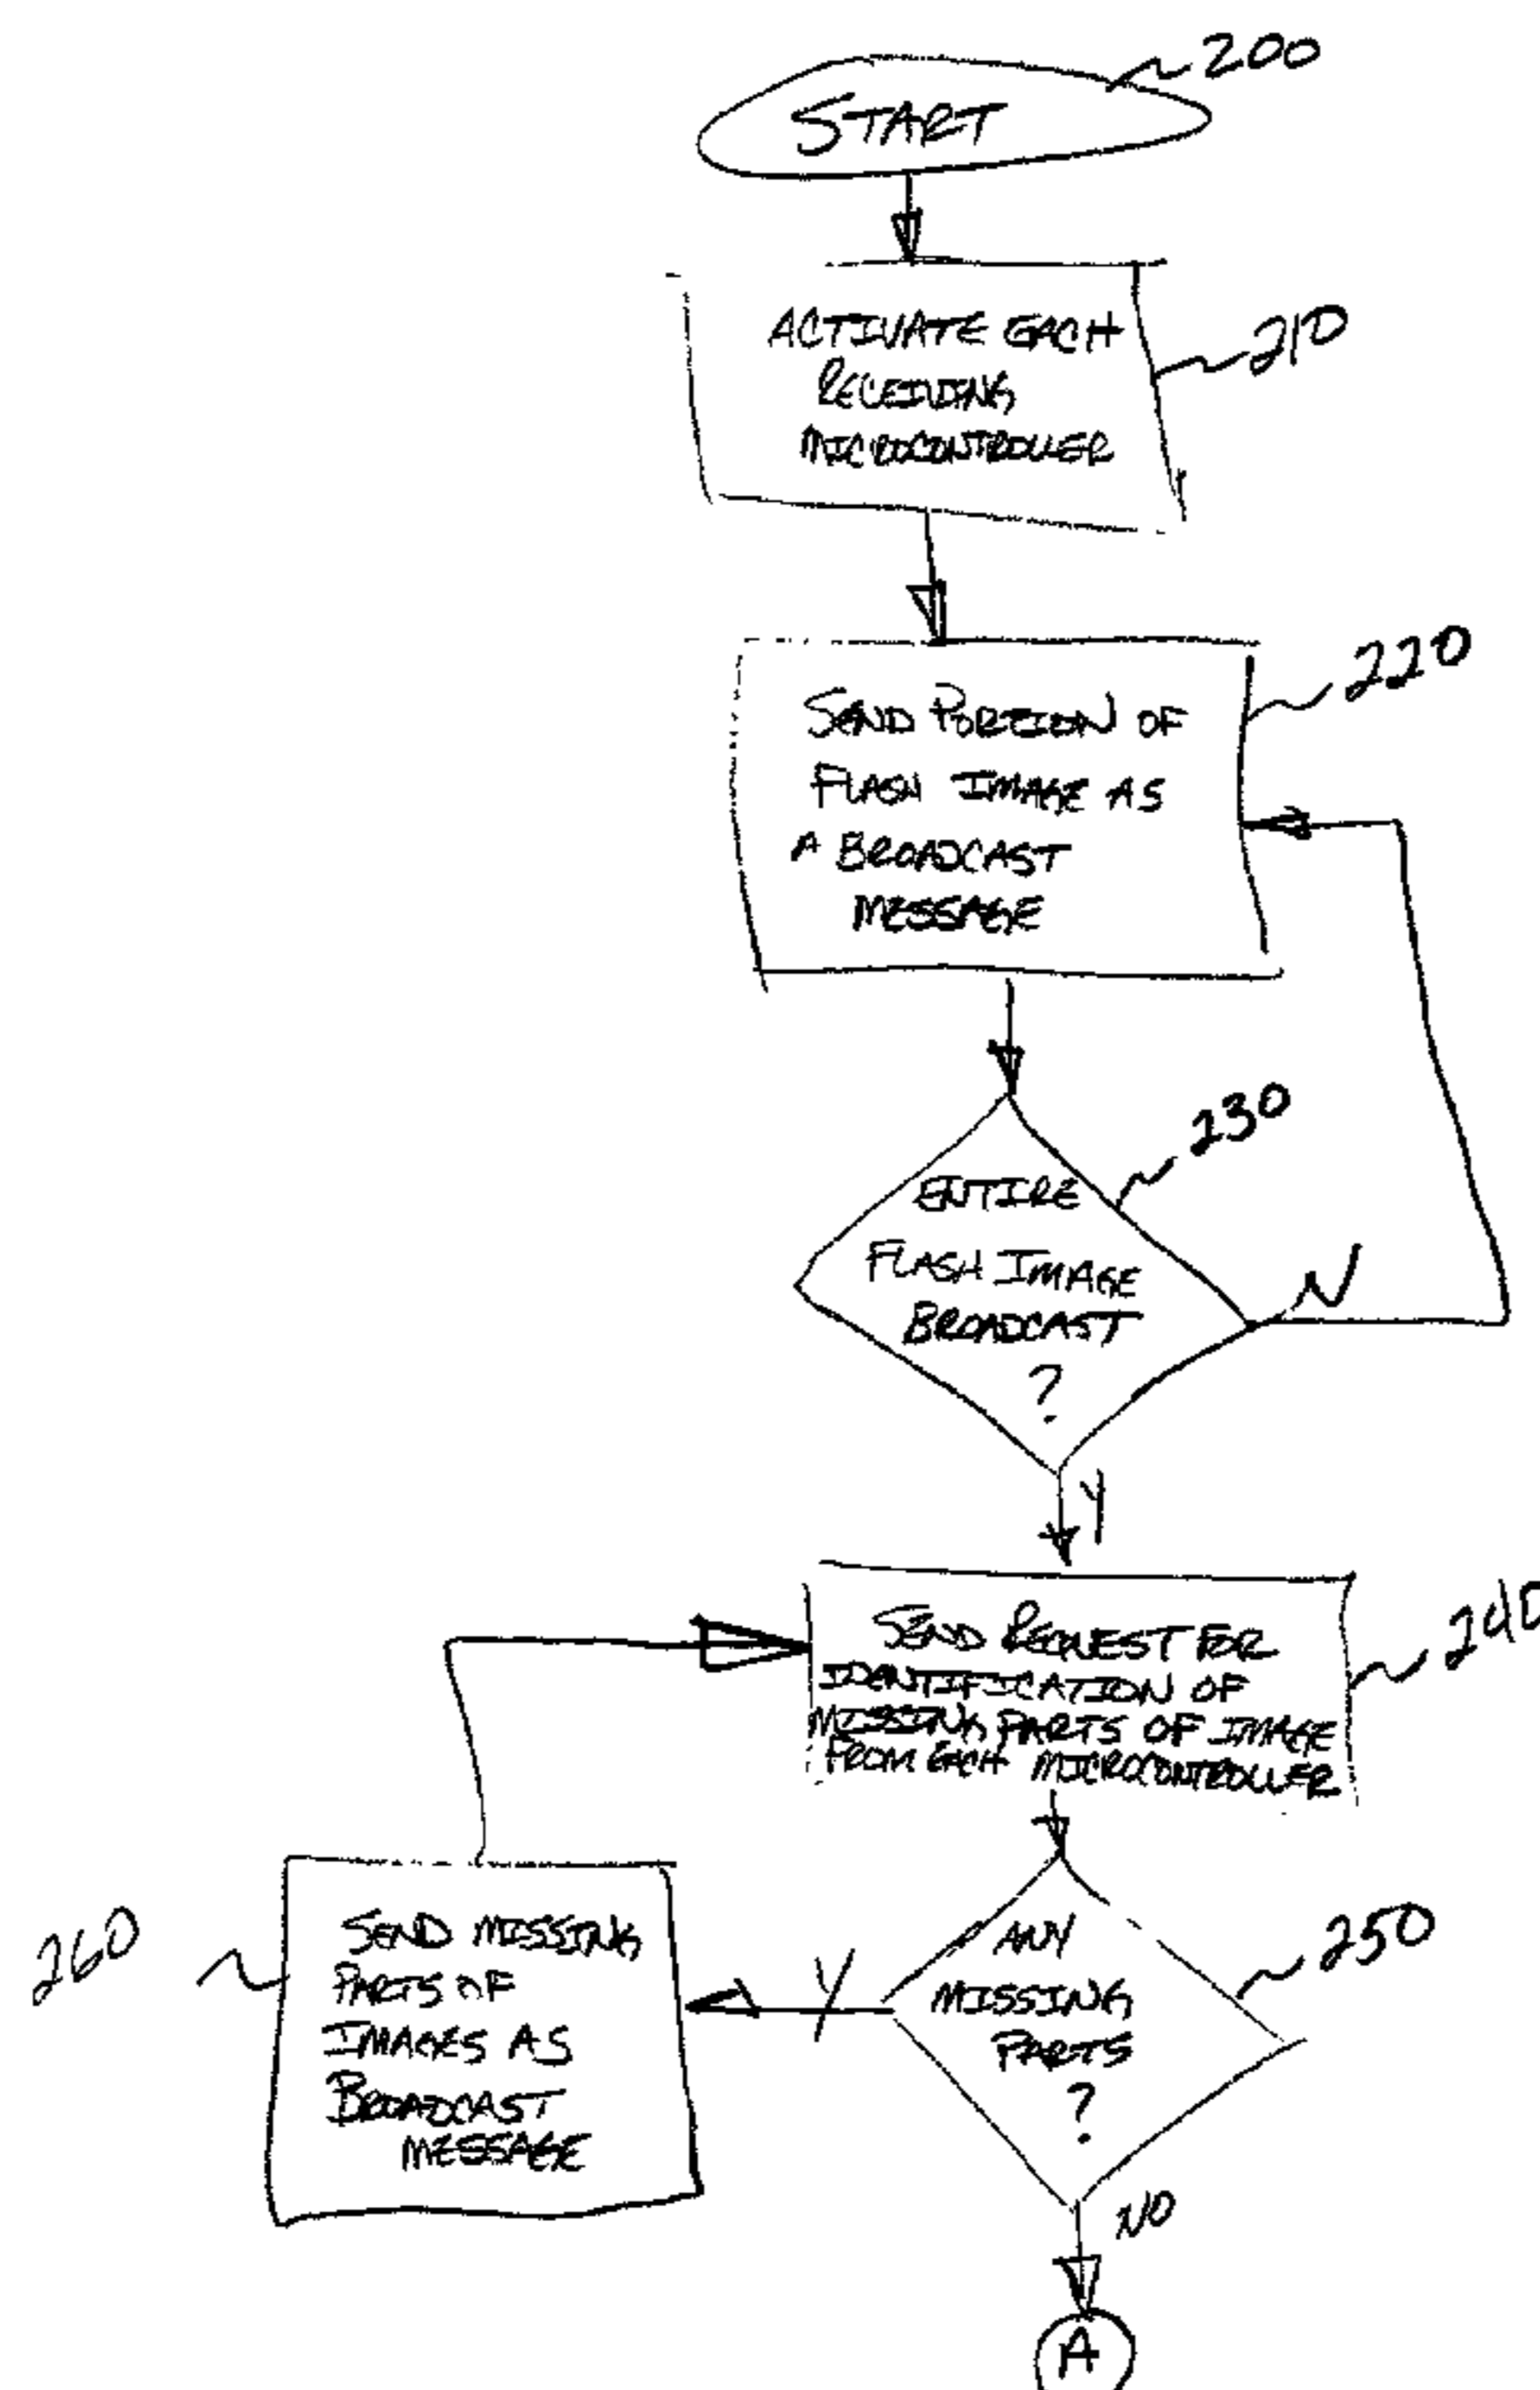 200
START
ACTIVATE EACH
RECEIVING
MICROCONTROLLER
210
220
SEND PORTION OF
FLASH IMAGE AS
A BROADCAST
MESSAGE
230
ENTIRE
FLASH IMAGE
BROADCAST
?
N
Y
240
SEND REQUEST FOR
IDENTIFICATION OF
MISSING PARTS OF IMAGE
FROM EACH MICROCONTROLLER
250
ANY
MISSING
PARTS
?
Y
260
SEND MISSING
PARTS OF
IMAGES AS
BROADCAST
MESSAGE
NO
A